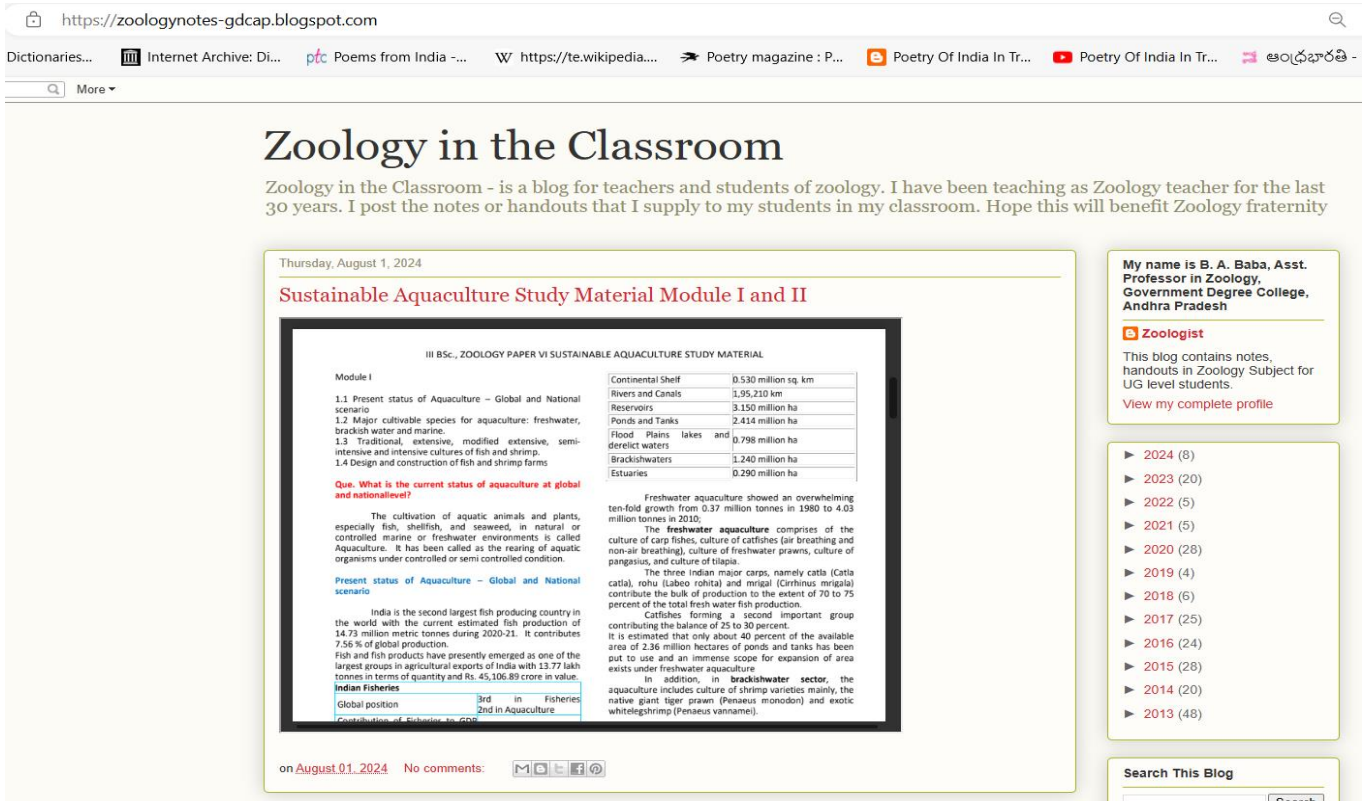 https://zoologynotes-gdcap.blogspot.com
Dictionaries...
Internet Archive: Di...
ptc Poems from India -...
W https://te.wikipedia....
Poetry magazine : P...
Poetry Of India In Tr...
Poetry Of India In Tr...
ఆంధ్రభారతి -
More
Zoology in the Classroom
Zoology in the Classroom - is a blog for teachers and students of zoology. I have been teaching as Zoology teacher for the last
30 years. I post the notes or handouts that I supply to my students in my classroom. Hope this will benefit Zoology fraternity
Thursday, August 1, 2024
Sustainable Aquaculture Study Material Module I and II
III BSc., ZOOLOGY PAPER VI SUSTAINABLE AQUACULTURE STUDY MATERIAL
Module I
1.1 Present status of Aquaculture – Global and National
scenario
1.2 Major cultivable species for aquaculture: freshwater,
brackish water and marine.
1.3 Traditional, extensive, modified extensive, semi-
intensive and intensive cultures of fish and shrimp.
1.4 Design and construction of fish and shrimp farms
Que. What is the current status of aquaculture at global
and nationallevel?
The cultivation of aquatic animals and plants,
especially fish, shellfish, and seaweed, in natural or
controlled marine or freshwater environments is called
Aquaculture. It has been called as the rearing of aquatic
organisms under controlled or semi controlled condition.
Present status of Aquaculture – Global and National
scenario
India is the second largest fish producing country in
the world with the current estimated fish production of
14.73 million metric tonnes during 2020-21. It contributes
7.56 % of global production.
Fish and fish products have presently emerged as one of the
largest groups in agricultural exports of India with 13.77 lakh
tonnes in terms of quantity and Rs. 45,106.89 crore in value.
Indian Fisheries
Global position
3rd in Fisheries
2nd in Aquaculture
Contribution of Fisheries to GDP
Continental Shelf 0.530 million sq. km
Rivers and Canals 1,95,210 km
Reservoirs 3.150 million ha
Ponds and Tanks 2.414 million ha
Flood Plains lakes and
derelict waters 0.798 million ha
Brackishwaters 1.240 million ha
Estuaries 0.290 million ha
Freshwater aquaculture showed an overwhelming
ten-fold growth from 0.37 million tonnes in 1980 to 4.03
million tonnes in 2010;
The freshwater aquaculture comprises of the
culture of carp fishes, culture of catfishes (air breathing and
non-air breathing), culture of freshwater prawns, culture of
pangasius, and culture of tilapia.
The three Indian major carps, namely catla (Catla
catla), rohu (Labeo rohita) and mrigal (Cirrhinus mrigala)
contribute the bulk of production to the extent of 70 to 75
percent of the total fresh water fish production.
Catfishes forming a second important group
contributing the balance of 25 to 30 percent.
It is estimated that only about 40 percent of the available
area of 2.36 million hectares of ponds and tanks has been
put to use and an immense scope for expansion of area
exists under freshwater aquaculture
In addition, in brackishwater sector, the
aquaculture includes culture of shrimp varieties mainly, the
native giant tiger prawn (Penaeus monodon) and exotic
whitelegshrimp (Penaeus vannamei).
on August 01, 2024 No comments:
My name is B. A. Baba, Asst.
Professor in Zoology,
Government Degree College,
Andhra Pradesh
Zoologist
This blog contains notes,
handouts in Zoology Subject for
UG level students.
View my complete profile
► 2024 (8)
► 2023 (20)
► 2022 (5)
► 2021 (5)
► 2020 (28)
► 2019 (4)
► 2018 (6)
► 2017 (25)
► 2016 (24)
► 2015 (28)
► 2014 (20)
► 2013 (48)
Search This Blog
Search